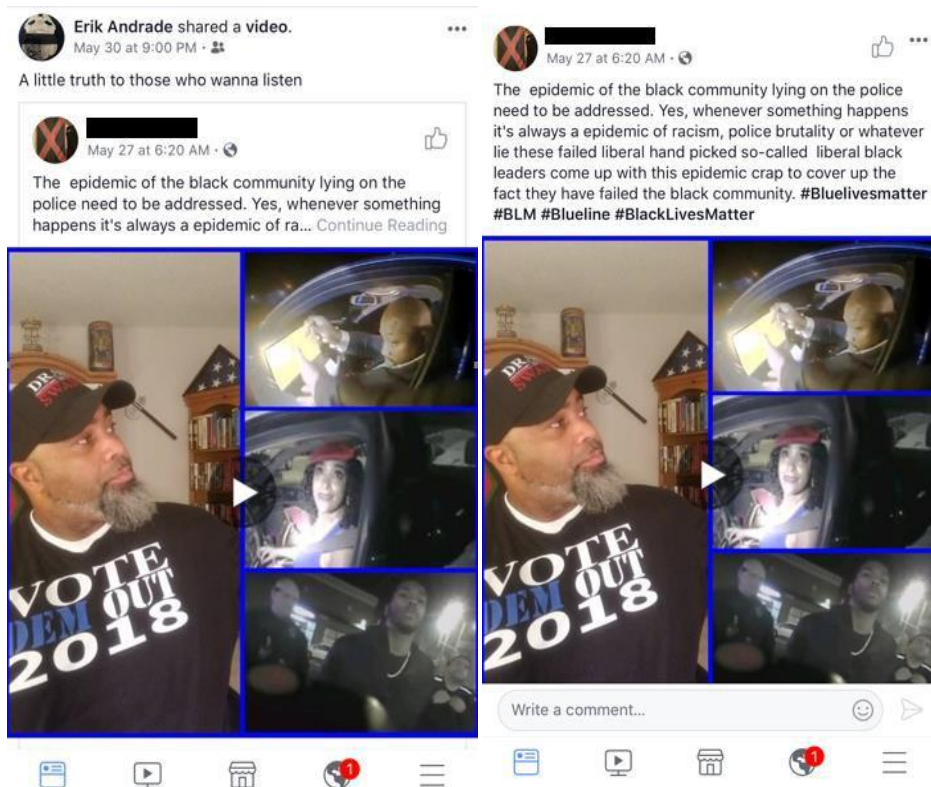 Erik Andrade shared a video.
May 30 at 9:00 PM
A little truth to those who wanna listen
May 27 at 6:20 AM
The epidemic of the black community lying on the
police need to be addressed. Yes, whenever something
happens it's always a epidemic of ra... Continue Reading
VOTE
DEM OUT
2018
1
May 27 at 6:20 AM
The epidemic of the black community lying on the police
need to be addressed. Yes, whenever something happens
it's always a epidemic of racism, police brutality or whatever
lie these failed liberal hand picked so-called liberal black
leaders come up with this epidemic crap to cover up the
fact they have failed the black community. #Bluelivesmatter
#BLM #Blueline #BlackLivesMatter
VOTE
DEM OUT
2018
Write a comment...
1